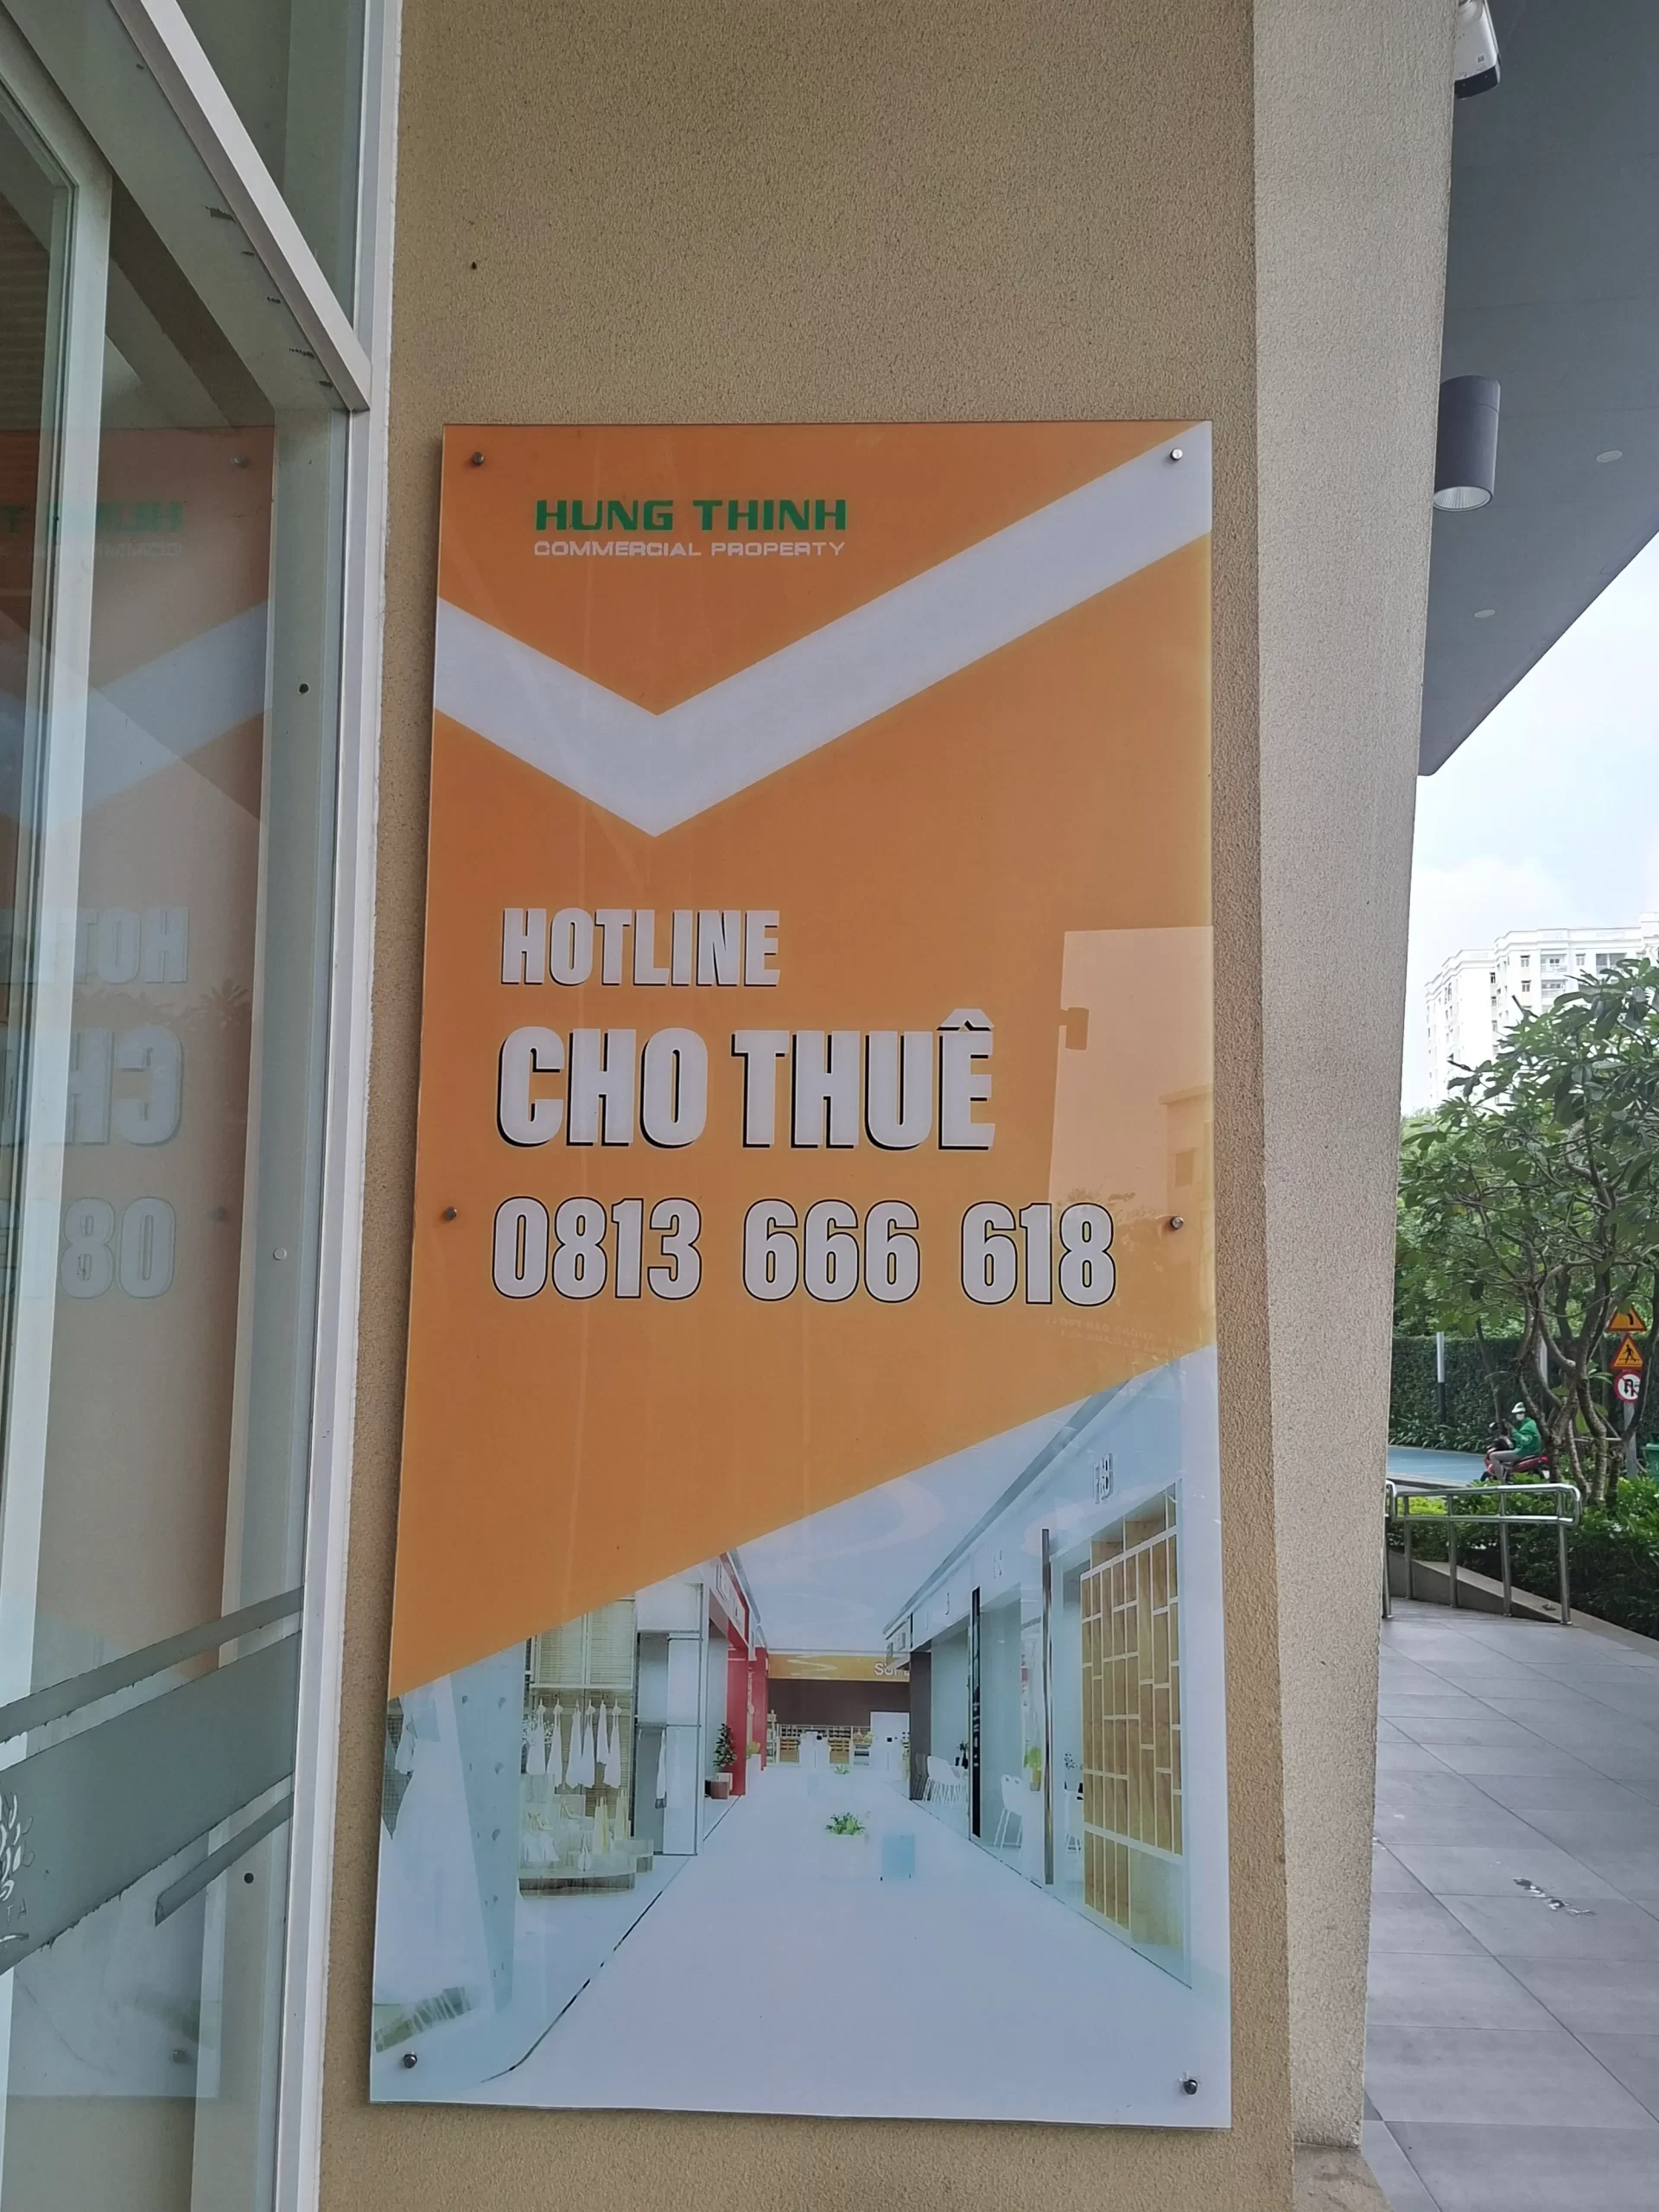 HUNG THINH
COMMERCIAL PROPERTY
HOTLINE
CHO THUÊ
0813 666 618